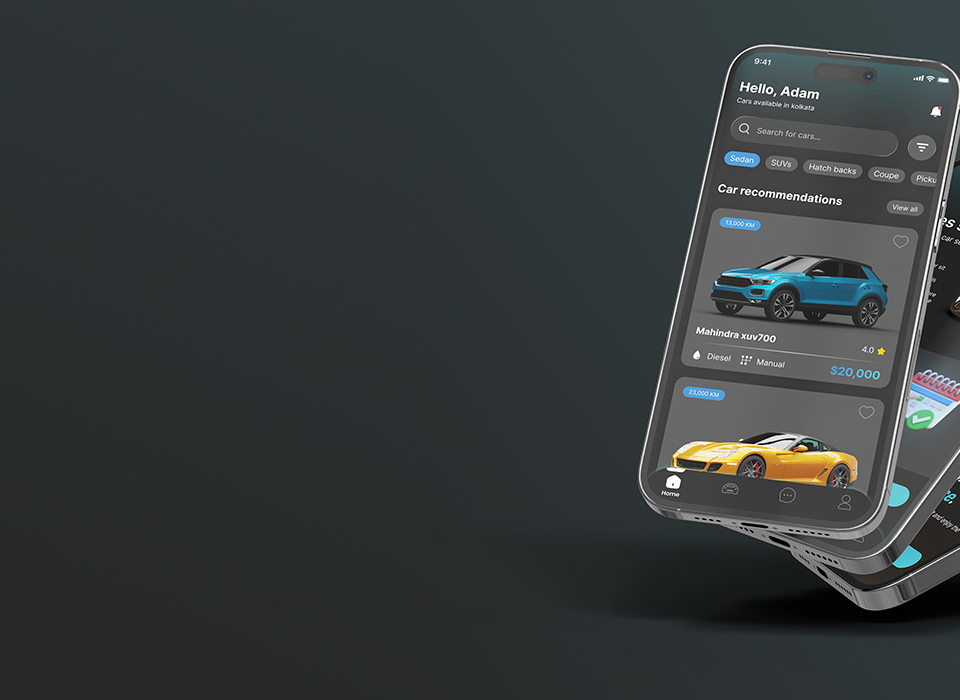 9:41
Hello, Adam
Cars available in kolkata
Search for cars...
Sedan
SUVs
Hatch backs
Coupe
Car recommendations
View all
13,000 KM
Mahindra xuv700
4.0
Diesel
Manual
$20,000
23,000 KM
Home